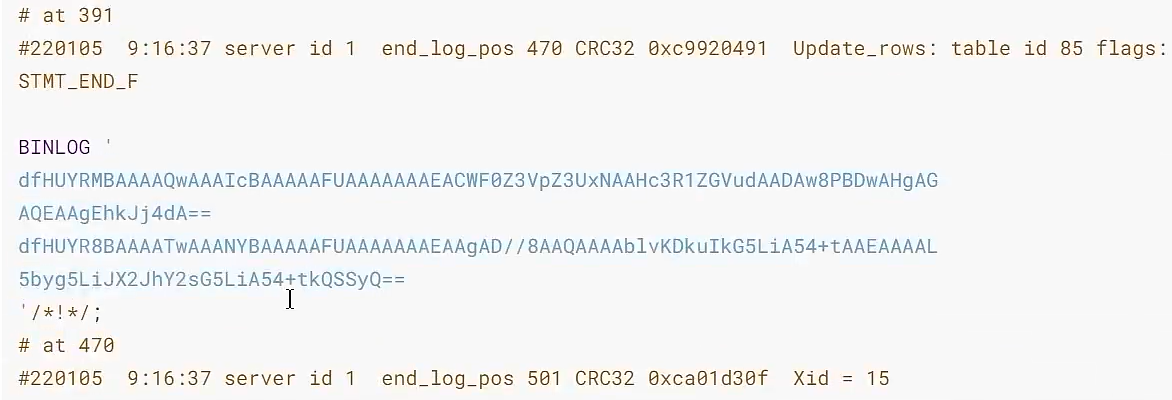 # at 391
#220105  9:16:37 server id 1  end_log_pos 470 CRC32 0xc9920491  Update_rows: table id 85 flags:
STMT_END_F
BINLOG '
dfHUYRMBAAAAQwAAAIcBAAAAAFUAAAAAAAEACWF0Z3VpZ3UxNAAHc3R1ZGVudAADAw8PBDwAHgAG
AQEAAgEhkJj4dA==
dfHUYR8BAAAATwAAANYBAAAAAFUAAAAAAAEAAgAD//8AAQAAAAblvKDkuIkG5LiA54+tAAEAAAAL
5byg5LiJX2JhY2sG5LiA54+tkQSSyQ==
'/*!*/;
# at 470
#220105  9:16:37 server id 1  end_log_pos 501 CRC32 0xca01d30f  Xid = 15